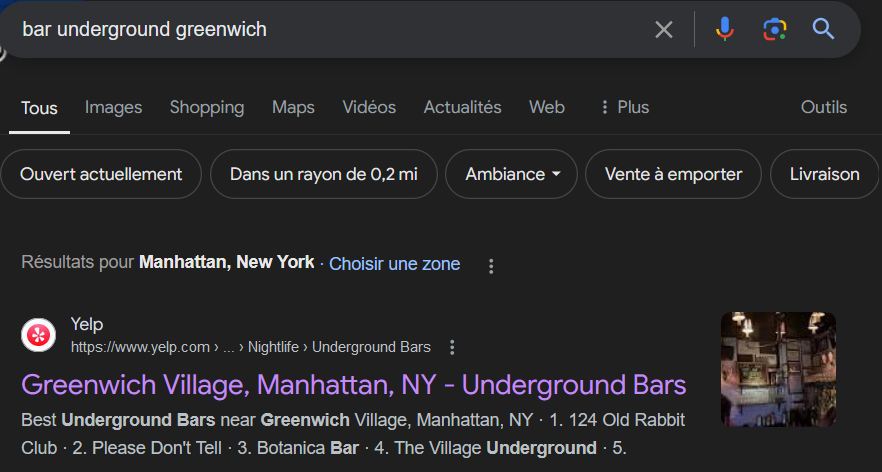 bar underground greenwich
Tous Images Shopping Maps Vidéos Actualités Web Plus Outils
Ouvert actuellement Dans un rayon de 0,2 mi Ambiance Vente à emporter Livraison
Résultats pour Manhattan, New York · Choisir une zone
Yelp
https://www.yelp.com › ... › Nightlife › Underground Bars
Greenwich Village, Manhattan, NY - Underground Bars
Best Underground Bars near Greenwich Village, Manhattan, NY · 1. 124 Old Rabbit
Club · 2. Please Don't Tell · 3. Botanica Bar · 4. The Village Underground · 5.